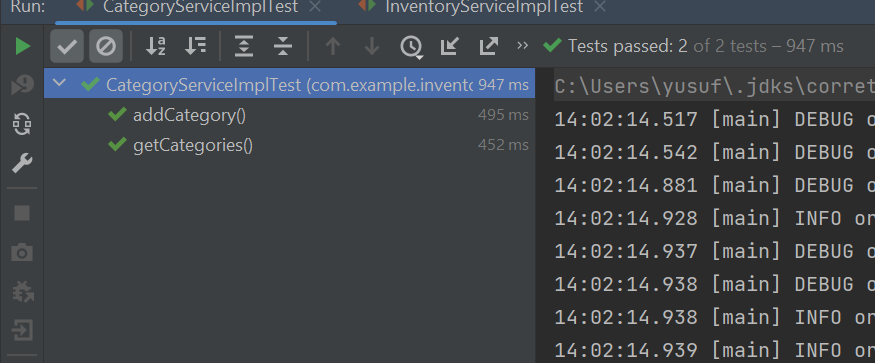 Run: CategoryServiceImplTest × InventoryServiceImplTest ×
» Tests passed: 2 of 2 tests – 947 ms
CategoryServiceImplTest (com.example.invento 947 ms
addCategory() 495 ms
getCategories() 452 ms
C:\Users\yusuf\.jdks\corret
14:02:14.517 [main] DEBUG o
14:02:14.542 [main] DEBUG o
14:02:14.881 [main] DEBUG o
14:02:14.928 [main] INFO or
14:02:14.937 [main] DEBUG o
14:02:14.938 [main] DEBUG o
14:02:14.938 [main] INFO or
14:02:14.939 [main] INFO or